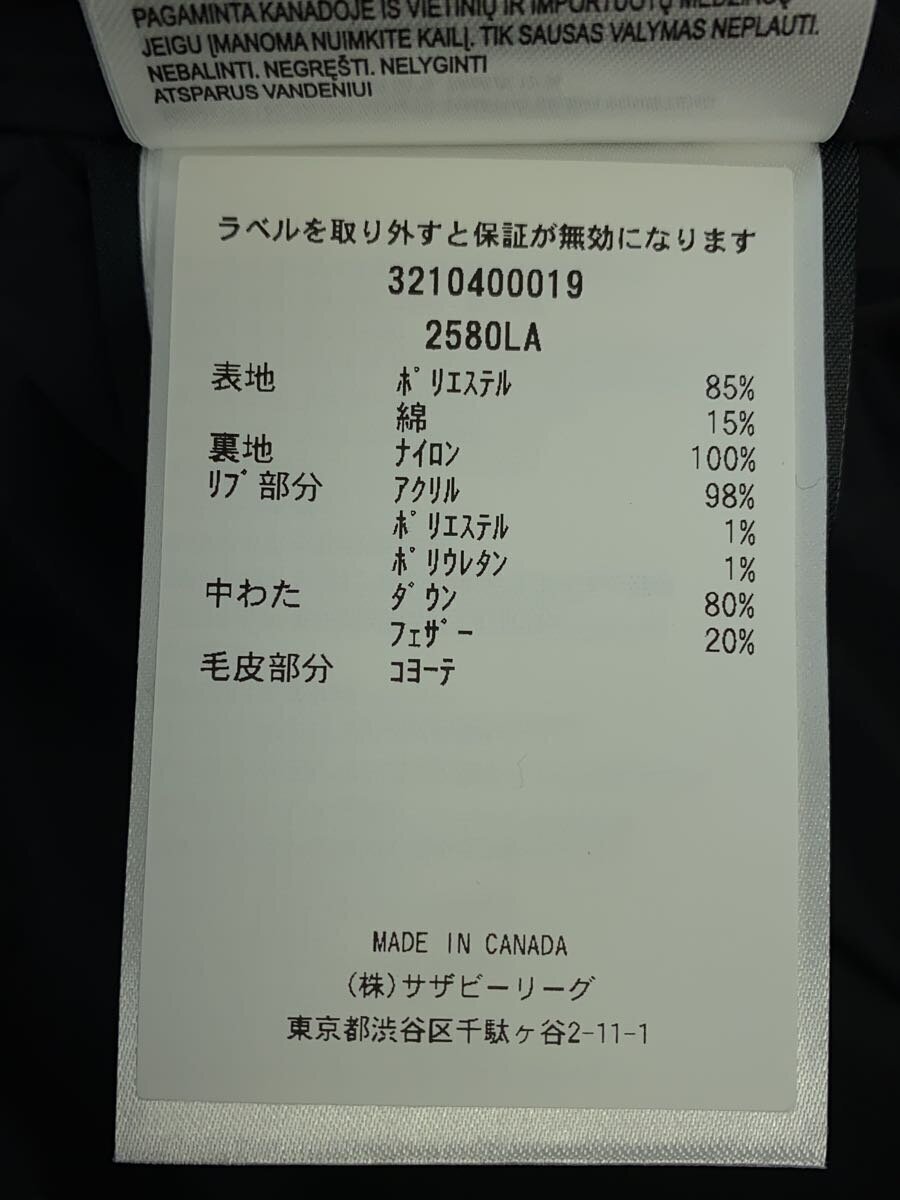 PAGAMINTA KANADOJE IŠ VIETINIŲ IR IMPORTUOTŲ MEDŽIAGŲ
JEIGU ĮMANOMA NUIMKITE KAILĮ. TIK SAUSAS VALYMAS NEPLAUTI.
NEBALINTI. NEGRĘŠTI. NELYGINTI
ATSPARUS VANDENIUI
ラベルを取り外すと保証が無効になります
3210400019
2580LA
表地 ﾎﾟﾘｴｽﾃﾙ 85%
綿 15%
裏地 ﾅｲﾛﾝ 100%
ﾘﾌﾞ部分 ｱｸﾘﾙ 98%
ﾎﾟﾘｴｽﾃﾙ 1%
ﾎﾟﾘｳﾚﾀﾝ 1%
中わた ﾀﾞｳﾝ 80%
ﾌｪｻﾞｰ 20%
毛皮部分 ｺﾖｰﾃ
MADE IN CANADA
(株)サザビーリーグ
東京都渋谷区千駄ヶ谷2-11-1